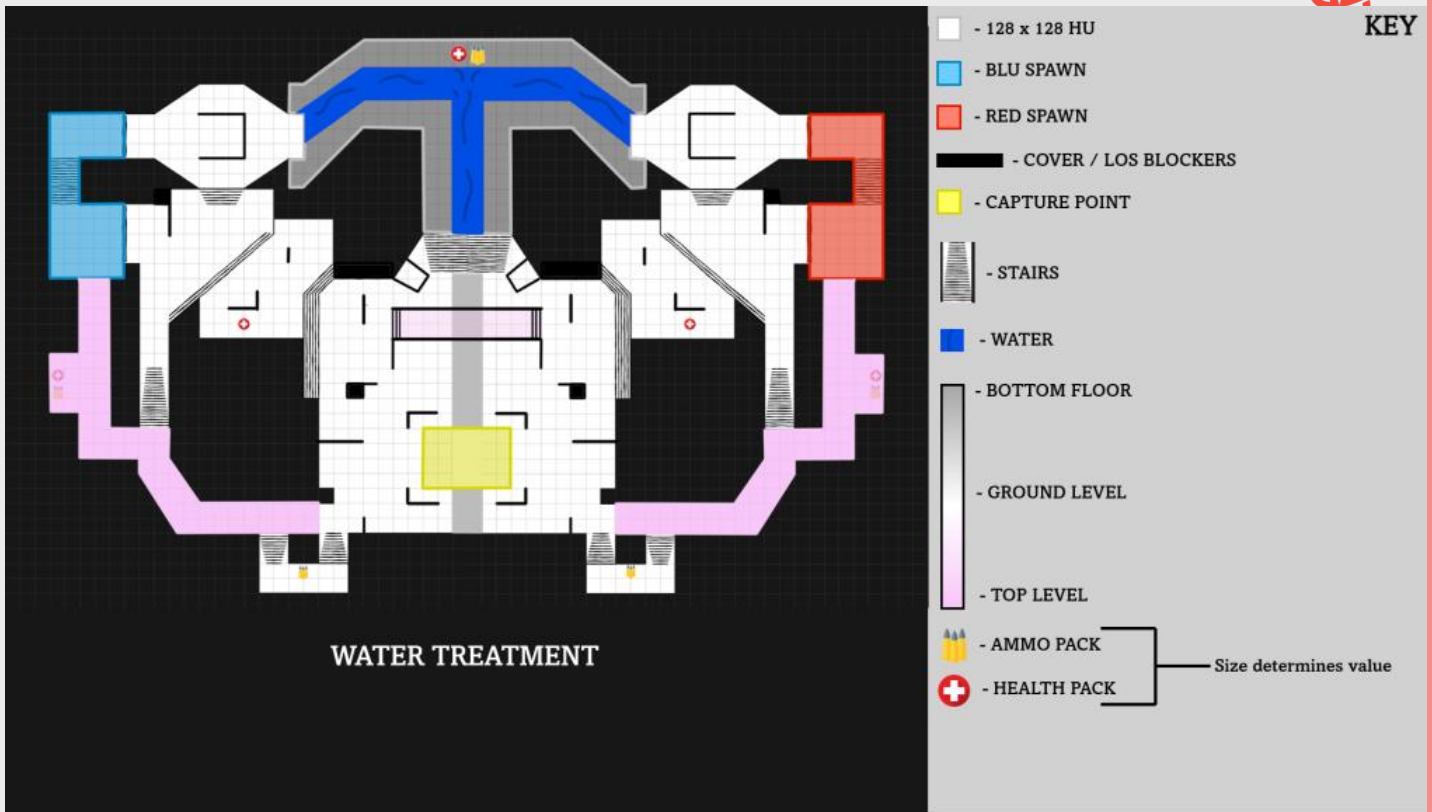 KEY
- 128 x 128 HU
- BLU SPAWN
- RED SPAWN
- COVER / LOS BLOCKERS
- CAPTURE POINT
- STAIRS
- WATER
- BOTTOM FLOOR
- GROUND LEVEL
- TOP LEVEL
- AMMO PACK
- HEALTH PACK
Size determines value
WATER TREATMENT